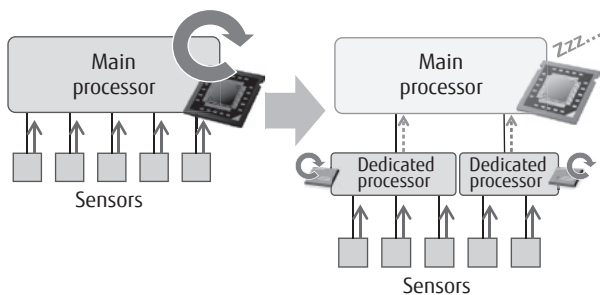 Main
processor
Sensors
Zzz...
Main
processor
Dedicated
processor
Dedicated
processor
Sensors